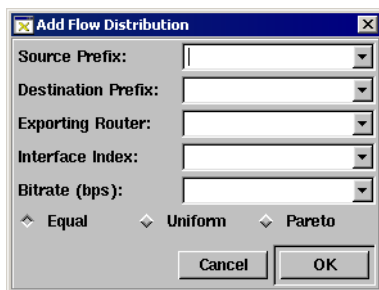 Add Flow Distribution
Source Prefix:
Destination Prefix:
Exporting Router:
Interface Index:
Bitrate (bps):
Equal Uniform Pareto
Cancel OK